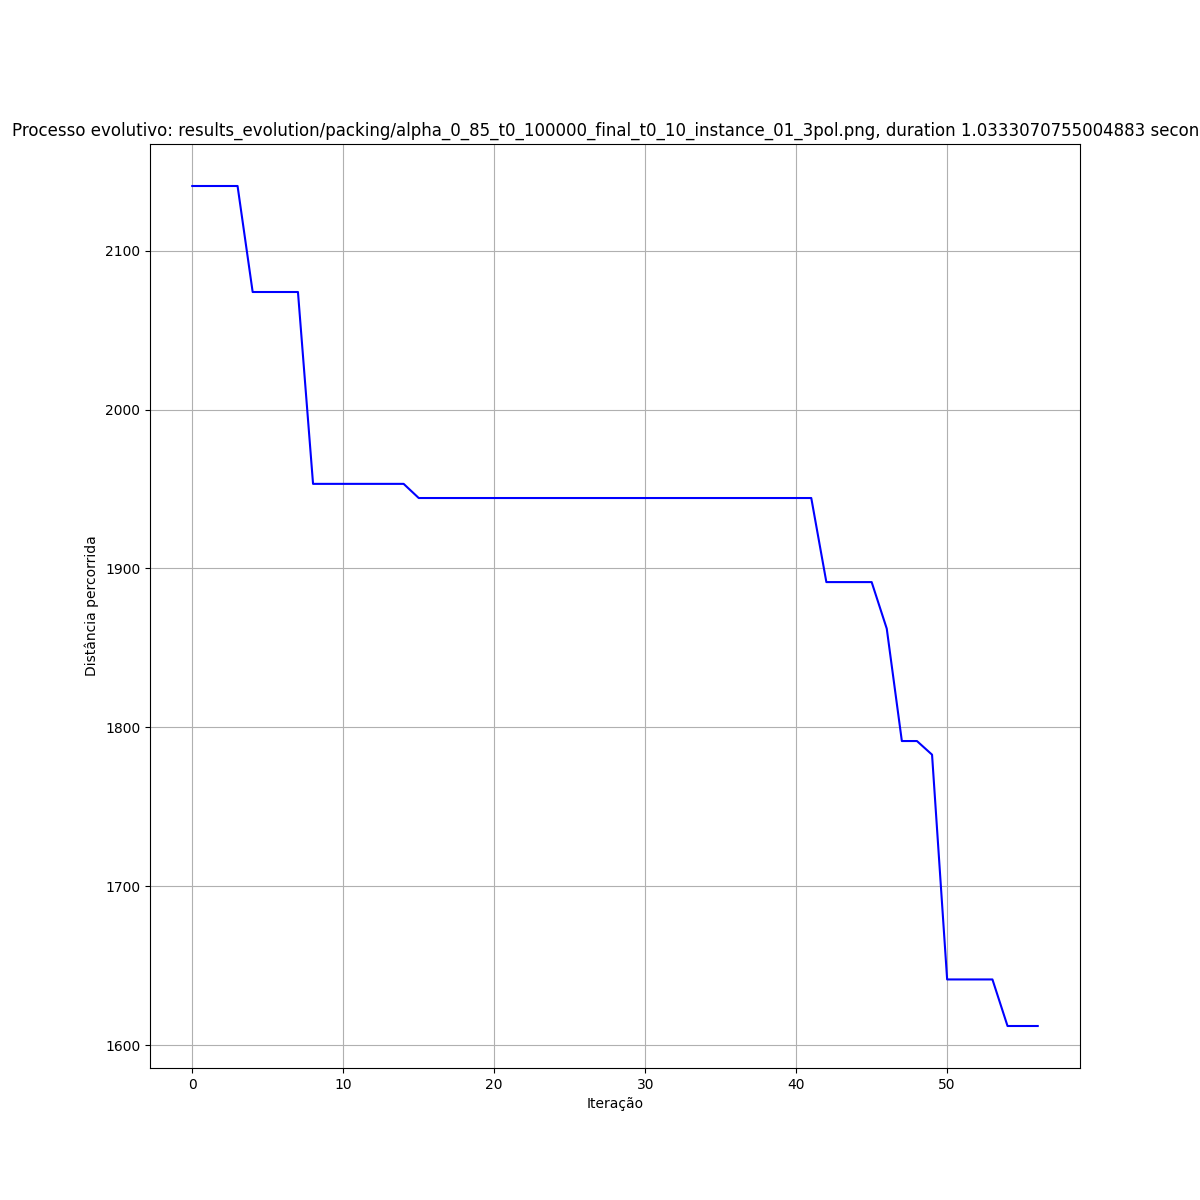 Processo evolutivo: results_evolution/packing/alpha_0_85_t0_100000_final_t0_10_instance_01_3pol.png, duration 1.0333070755004883 secon
2100
2000
1900
1800
1700
1600
Distância percorrida
0 10 20 30 40 50
Iteração